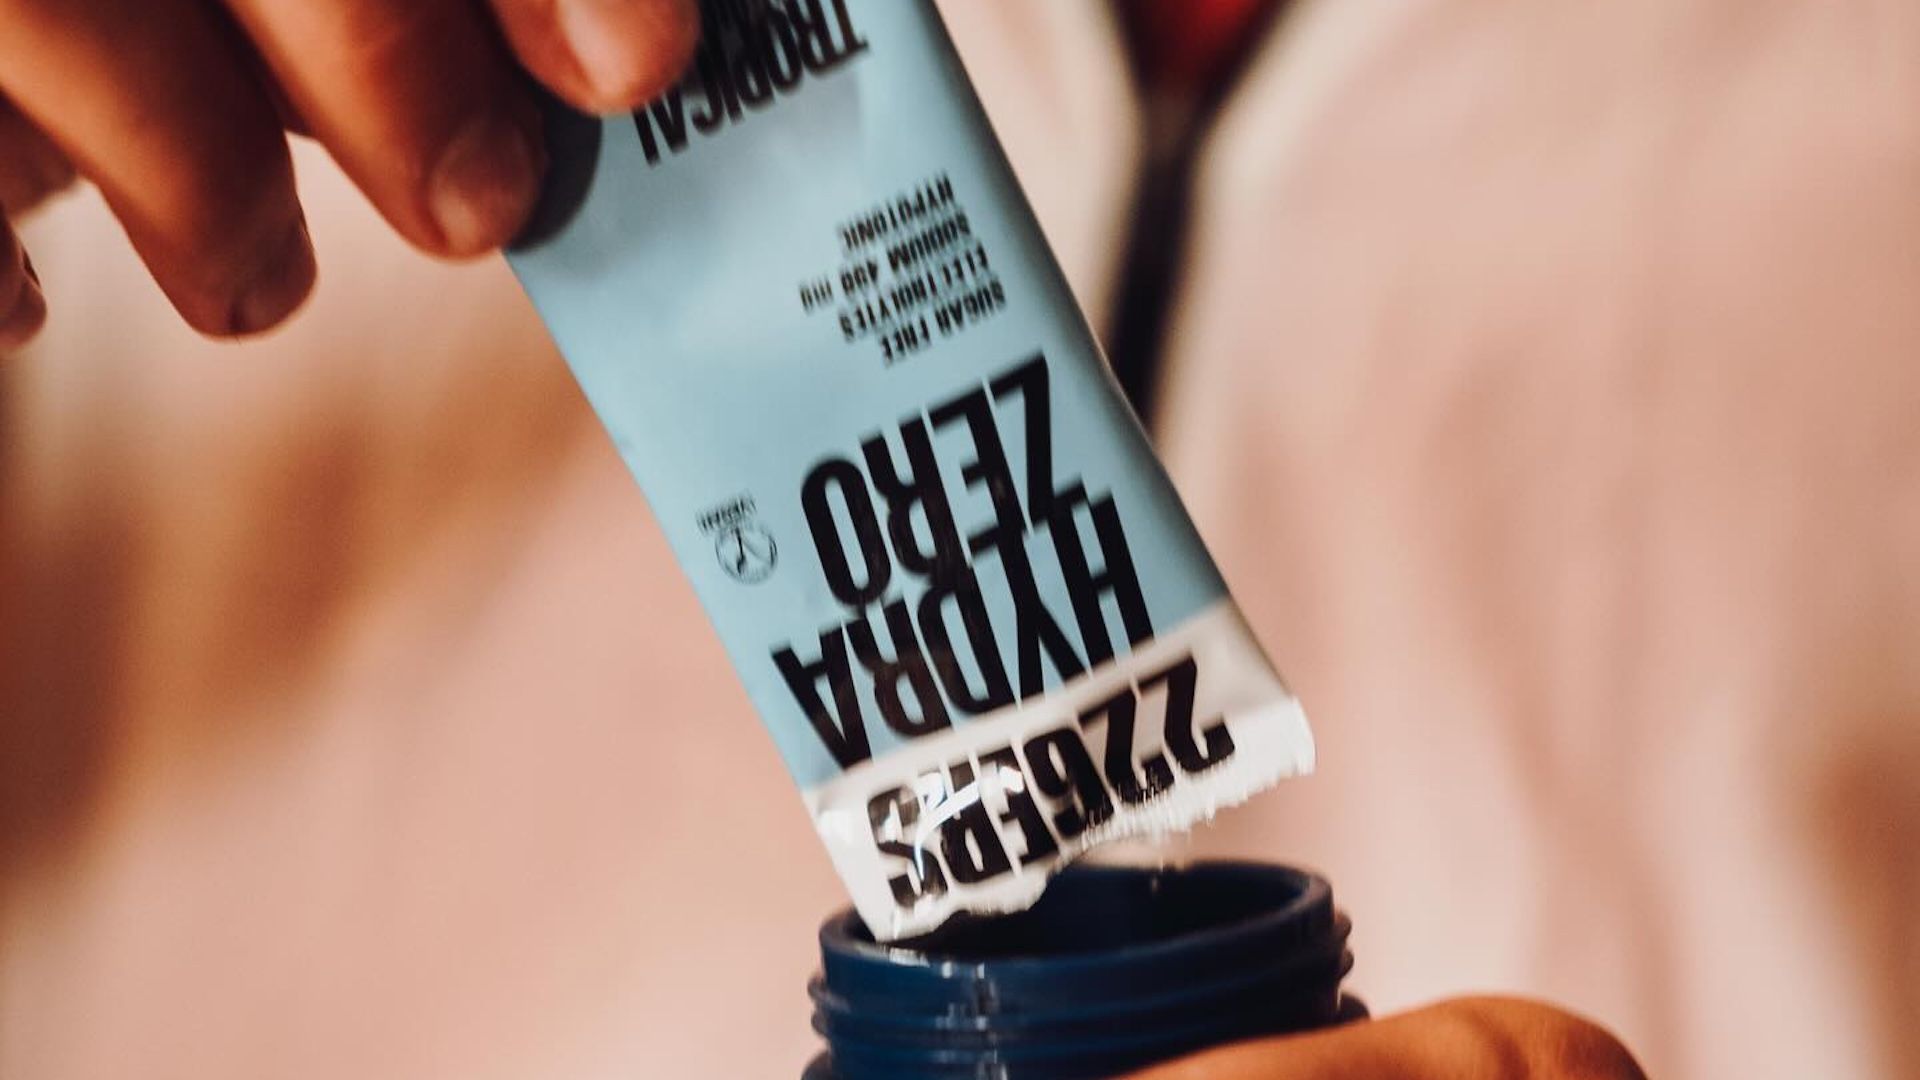 226ERS
HYDRA
ZERO
SUGAR FREE
ELECTROLYTES
SODIUM 400 mg
HYPOTONIC
TROPICAL